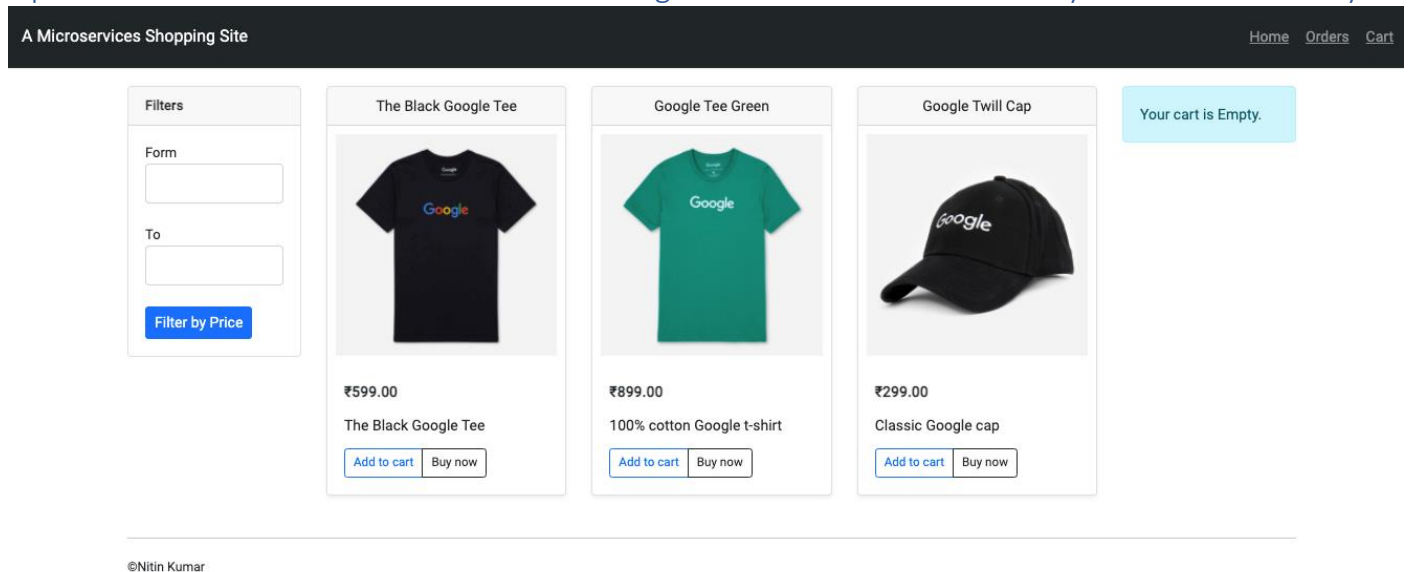 A Microservices Shopping Site
Home Orders Cart
Filters
Form
To
Filter by Price
The Black Google Tee
Google
Google
₹599.00
The Black Google Tee
Add to cart Buy now
Google Tee Green
Google
Google
₹899.00
100% cotton Google t-shirt
Add to cart Buy now
Google Twill Cap
Google
₹299.00
Classic Google cap
Add to cart Buy now
Your cart is Empty.
©Nitin Kumar